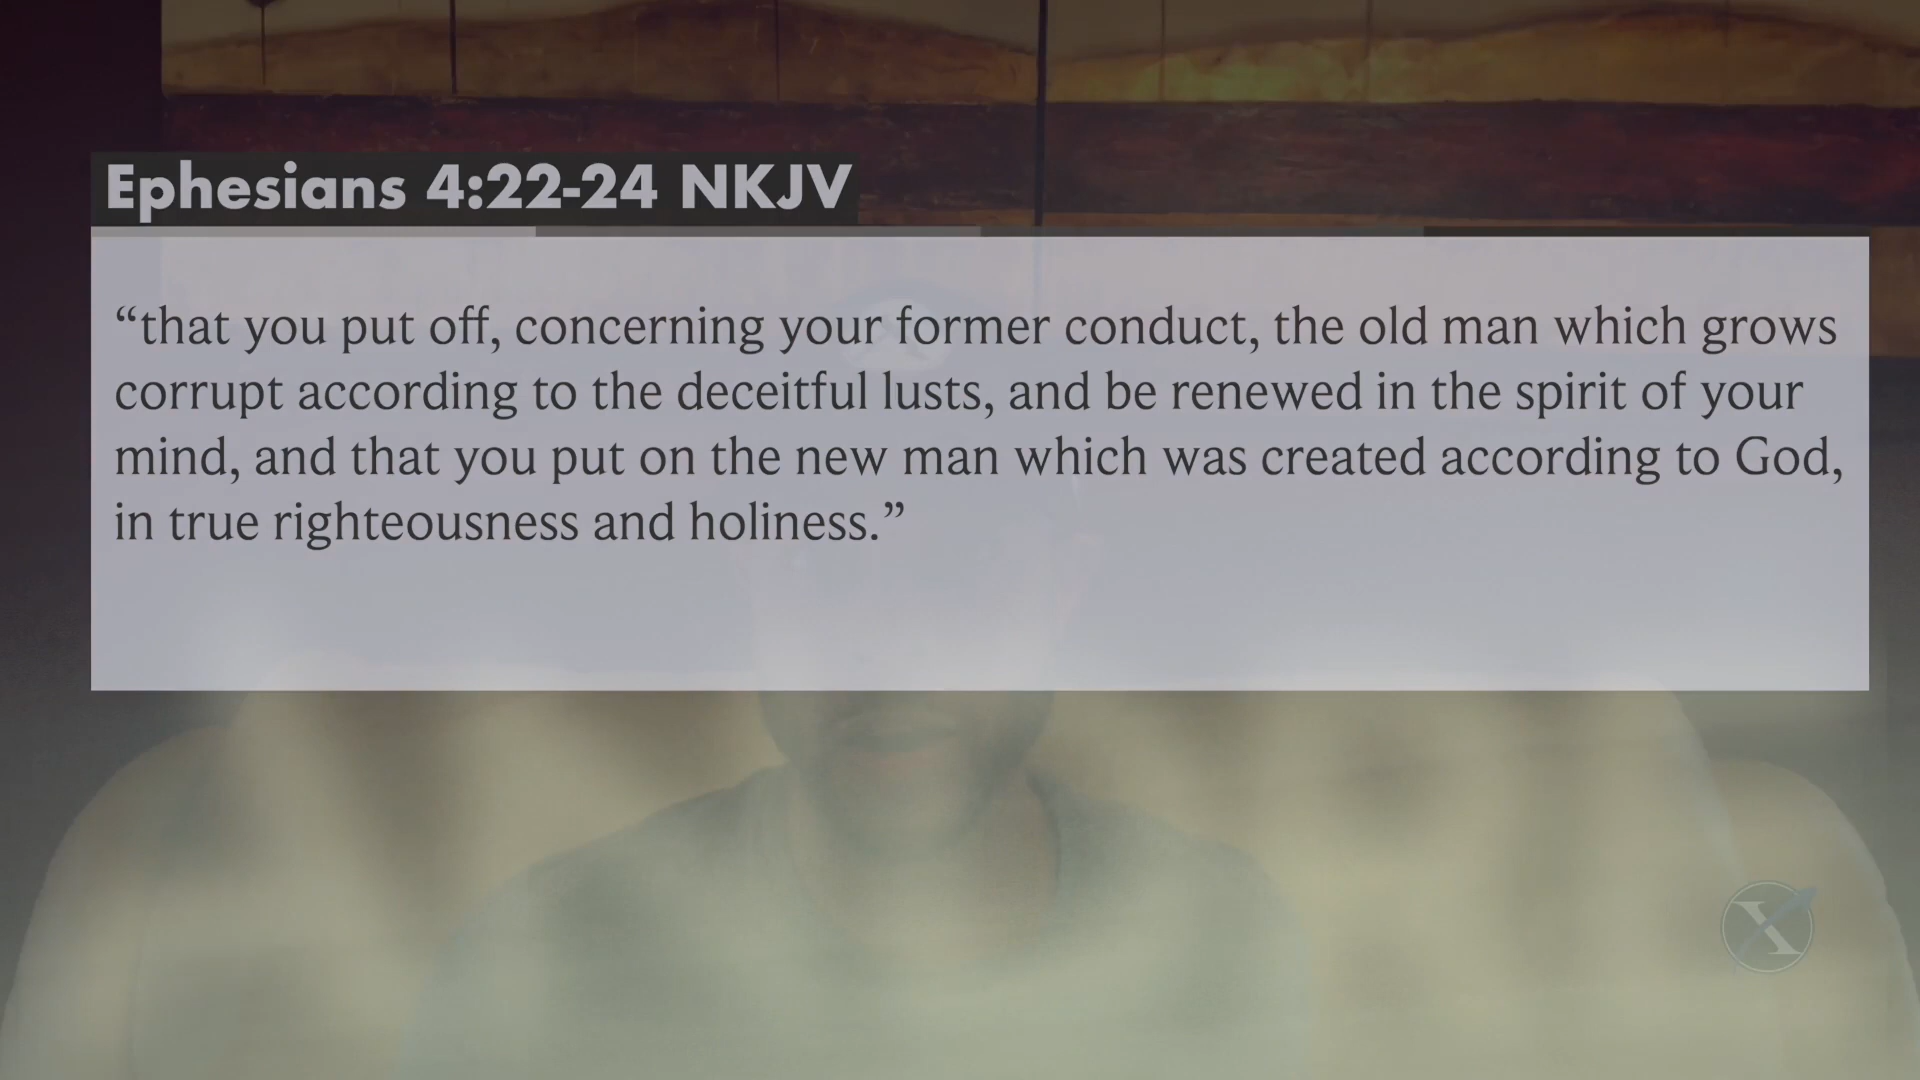 Ephesians 4:22-24 NKJV
“that you put off, concerning your former conduct, the old man which grows
corrupt according to the deceitful lusts, and be renewed in the spirit of your
mind, and that you put on the new man which was created according to God,
in true righteousness and holiness.”
X